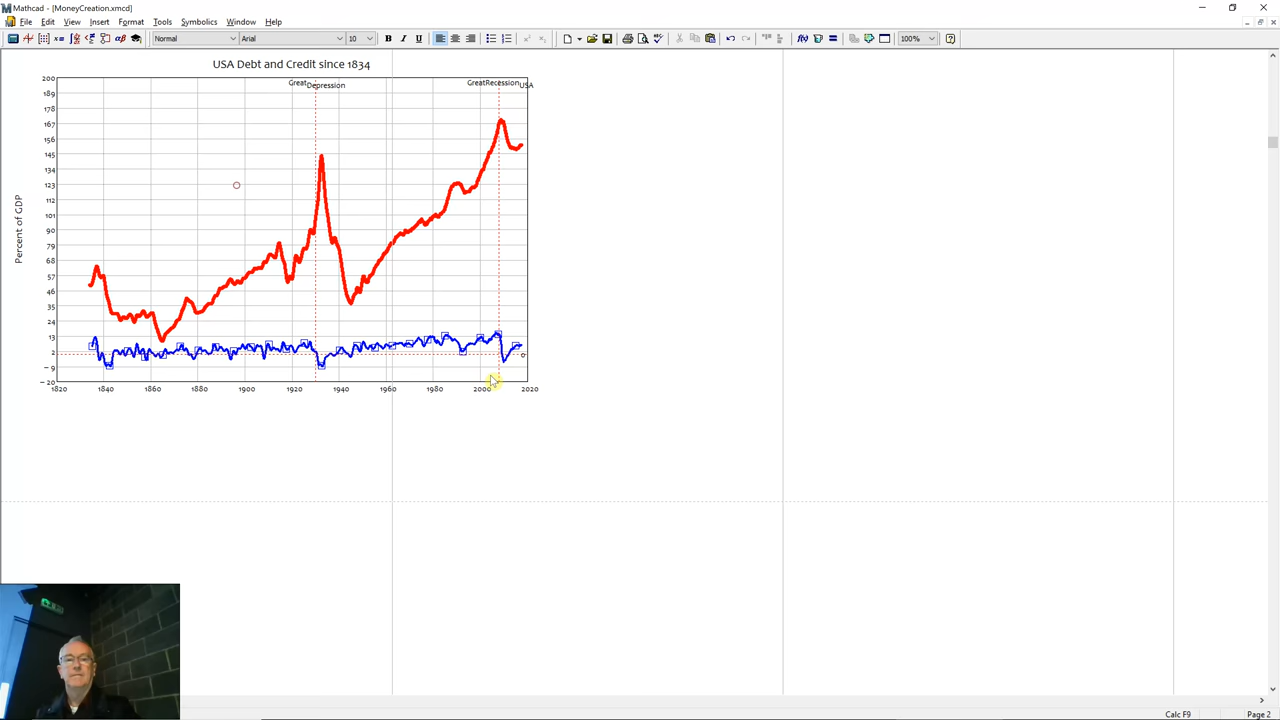 Mathcad - [MoneyCreation.xmcd]
File Edit View Insert Format Tools Symbolics Window Help
Normal Arial 10 B I U 100%
USA Debt and Credit since 1834
Great Depression GreatRecession USA
Percent of GDP
200
189
178
167
156
145
134
123
112
101
90
79
68
57
46
35
24
13
2
0
− 9
− 20
1820 1840 1860 1880 1900 1920 1940 1960 1980 2000 2020
Calc F9 Page 2